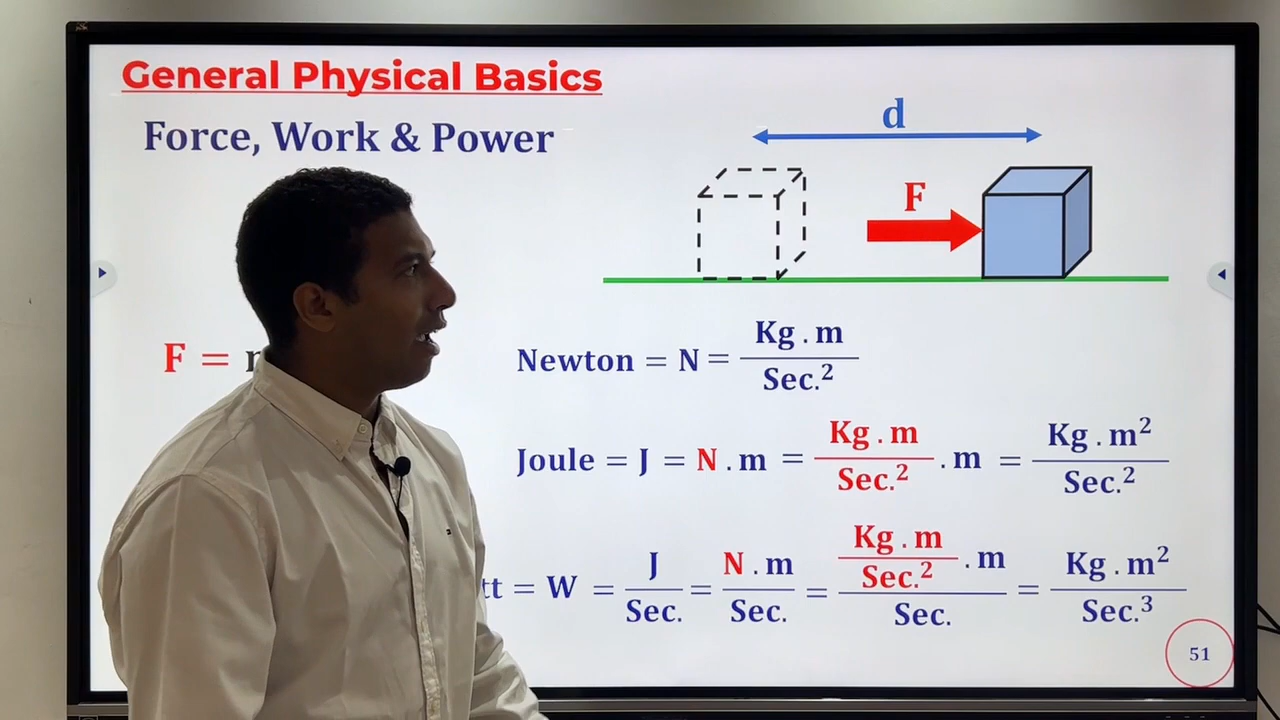 General Physical Basics
Force, Work & Power
d
F
F =
Newton = N = Kg . m / Sec.²
Joule = J = N . m = Kg . m / Sec.² . m = Kg . m² / Sec.²
= W = J / Sec. = N . m / Sec. = Kg . m / Sec.² . m / Sec. = Kg . m² / Sec.³
51